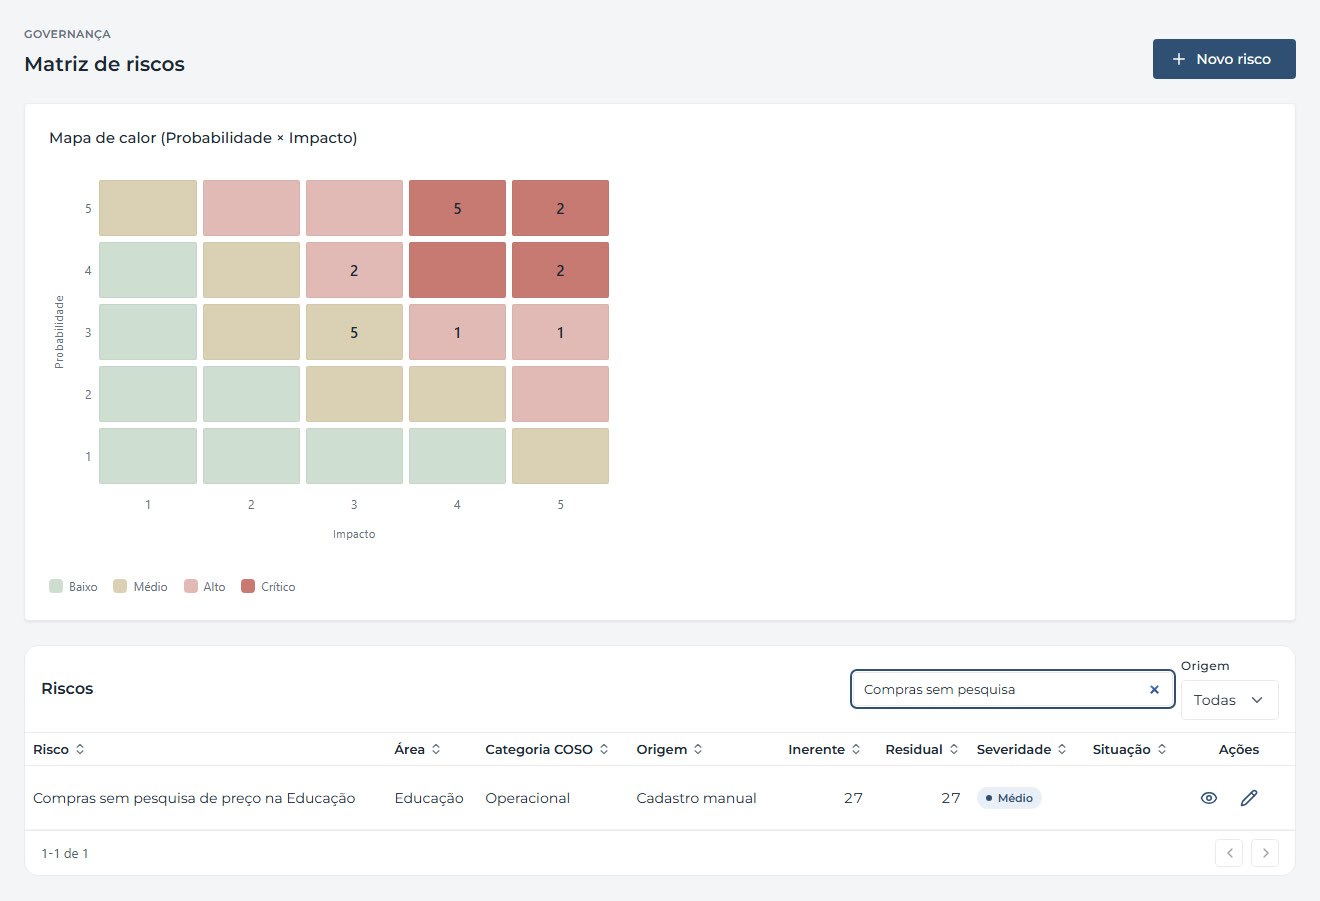 GOVERNANÇA
Matriz de riscos
Novo risco
Mapa de calor (Probabilidade × Impacto)
5 5 2
4 2 2
Probabilidade
3 5 1 1
2
1
1 2 3 4 5
Impacto
Baixo Médio Alto Crítico
Riscos
Compras sem pesquisa
Origem
Todas
Risco Área Categoria COSO Origem Inerente Residual Severidade Situação Ações
Compras sem pesquisa de preço na Educação Educação Operacional Cadastro manual 27 27 Médio
1-1 de 1